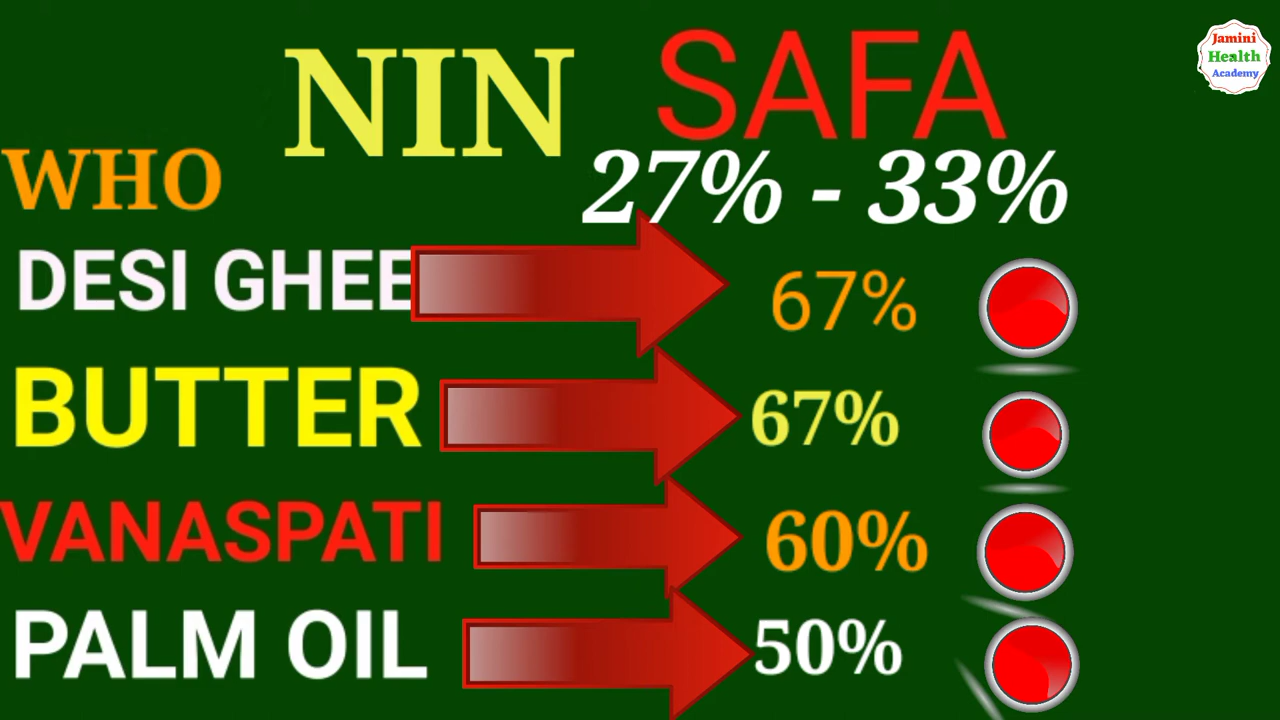 NIN SAFA
Jamini
Health
Academy
WHO
27% - 33%
DESI GHEE 67%
BUTTER 67%
VANASPATI 60%
PALM OIL 50%